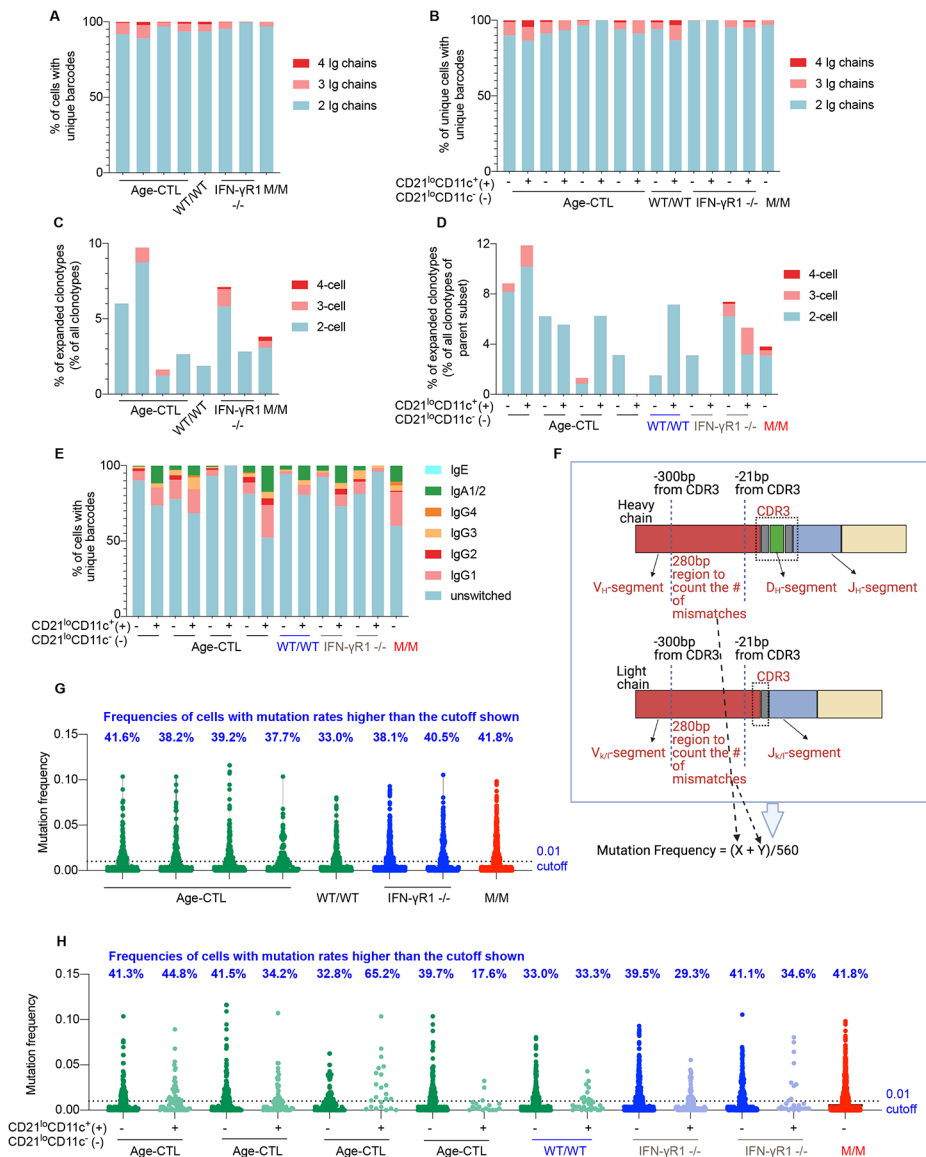 A
% of cells with
unique barcodes
100
50
0
4 Ig chains
3 Ig chains
2 Ig chains
Age-CTL
WT/WT
IFN-γR1
-/-
M/M
B
% of unique cells with
unique barcodes
100
50
0
4 Ig chains
3 Ig chains
2 Ig chains
CD21loCD11c+ (+)
CD21loCD11c- (-)
- + - + - + - + - + - + - + -
Age-CTL WT/WT IFN-γR1 -/- M/M
C
% of expanded clonotypes
(% of all clonotypes)
10
5
0
4-cell
3-cell
2-cell
Age-CTL
WT/WT
IFN-γR1
-/-
M/M
D
% of expanded clonotypes
(% of all clonotypes of
parent subset)
12
8
4
0
4-cell
3-cell
2-cell
CD21loCD11c+ (+)
CD21loCD11c- (-)
- + - + - + - + - + - + - + -
Age-CTL WT/WT IFN-γR1 -/- M/M
E
% of cells with
unique barcodes
100
50
0
IgE
IgA1/2
IgG4
IgG3
IgG2
IgG1
unswitched
CD21loCD11c+ (+)
CD21loCD11c- (-)
- + - + - + - + - + - + - + -
Age-CTL WT/WT IFN-γR1 -/- M/M
F
-300bp
from CDR3
-21bp
from CDR3
Heavy
chain
CDR3
VH-segment
280bp
region to
count the #
of
mismatches
DH-segment
JH-segment
-300bp
from CDR3
-21bp
from CDR3
Light
chain
CDR3
Vk/l-segment
280bp
region to
count the #
of
mismatches
Jk/l-segment
Mutation Frequency = (X + Y)/560
G
Frequencies of cells with mutation rates higher than the cutoff shown
41.6% 38.2% 39.2% 37.7% 33.0% 38.1% 40.5% 41.8%
Mutation frequency
0.15
0.10
0.05
0.00
0.01
cutoff
Age-CTL WT/WT IFN-γR1 -/- M/M
H
Frequencies of cells with mutation rates higher than the cutoff shown
41.3% 44.8% 41.5% 34.2% 32.8% 65.2% 39.7% 17.6% 33.0% 33.3% 39.5% 29.3% 41.1% 34.6% 41.8%
Mutation frequency
0.15
0.10
0.05
0.00
0.01
cutoff
CD21loCD11c+ (+)
CD21loCD11c- (-)
- + - + - + - + - + - + - + -
Age-CTL Age-CTL Age-CTL Age-CTL WT/WT IFN-γR1 -/- IFN-γR1 -/- M/M